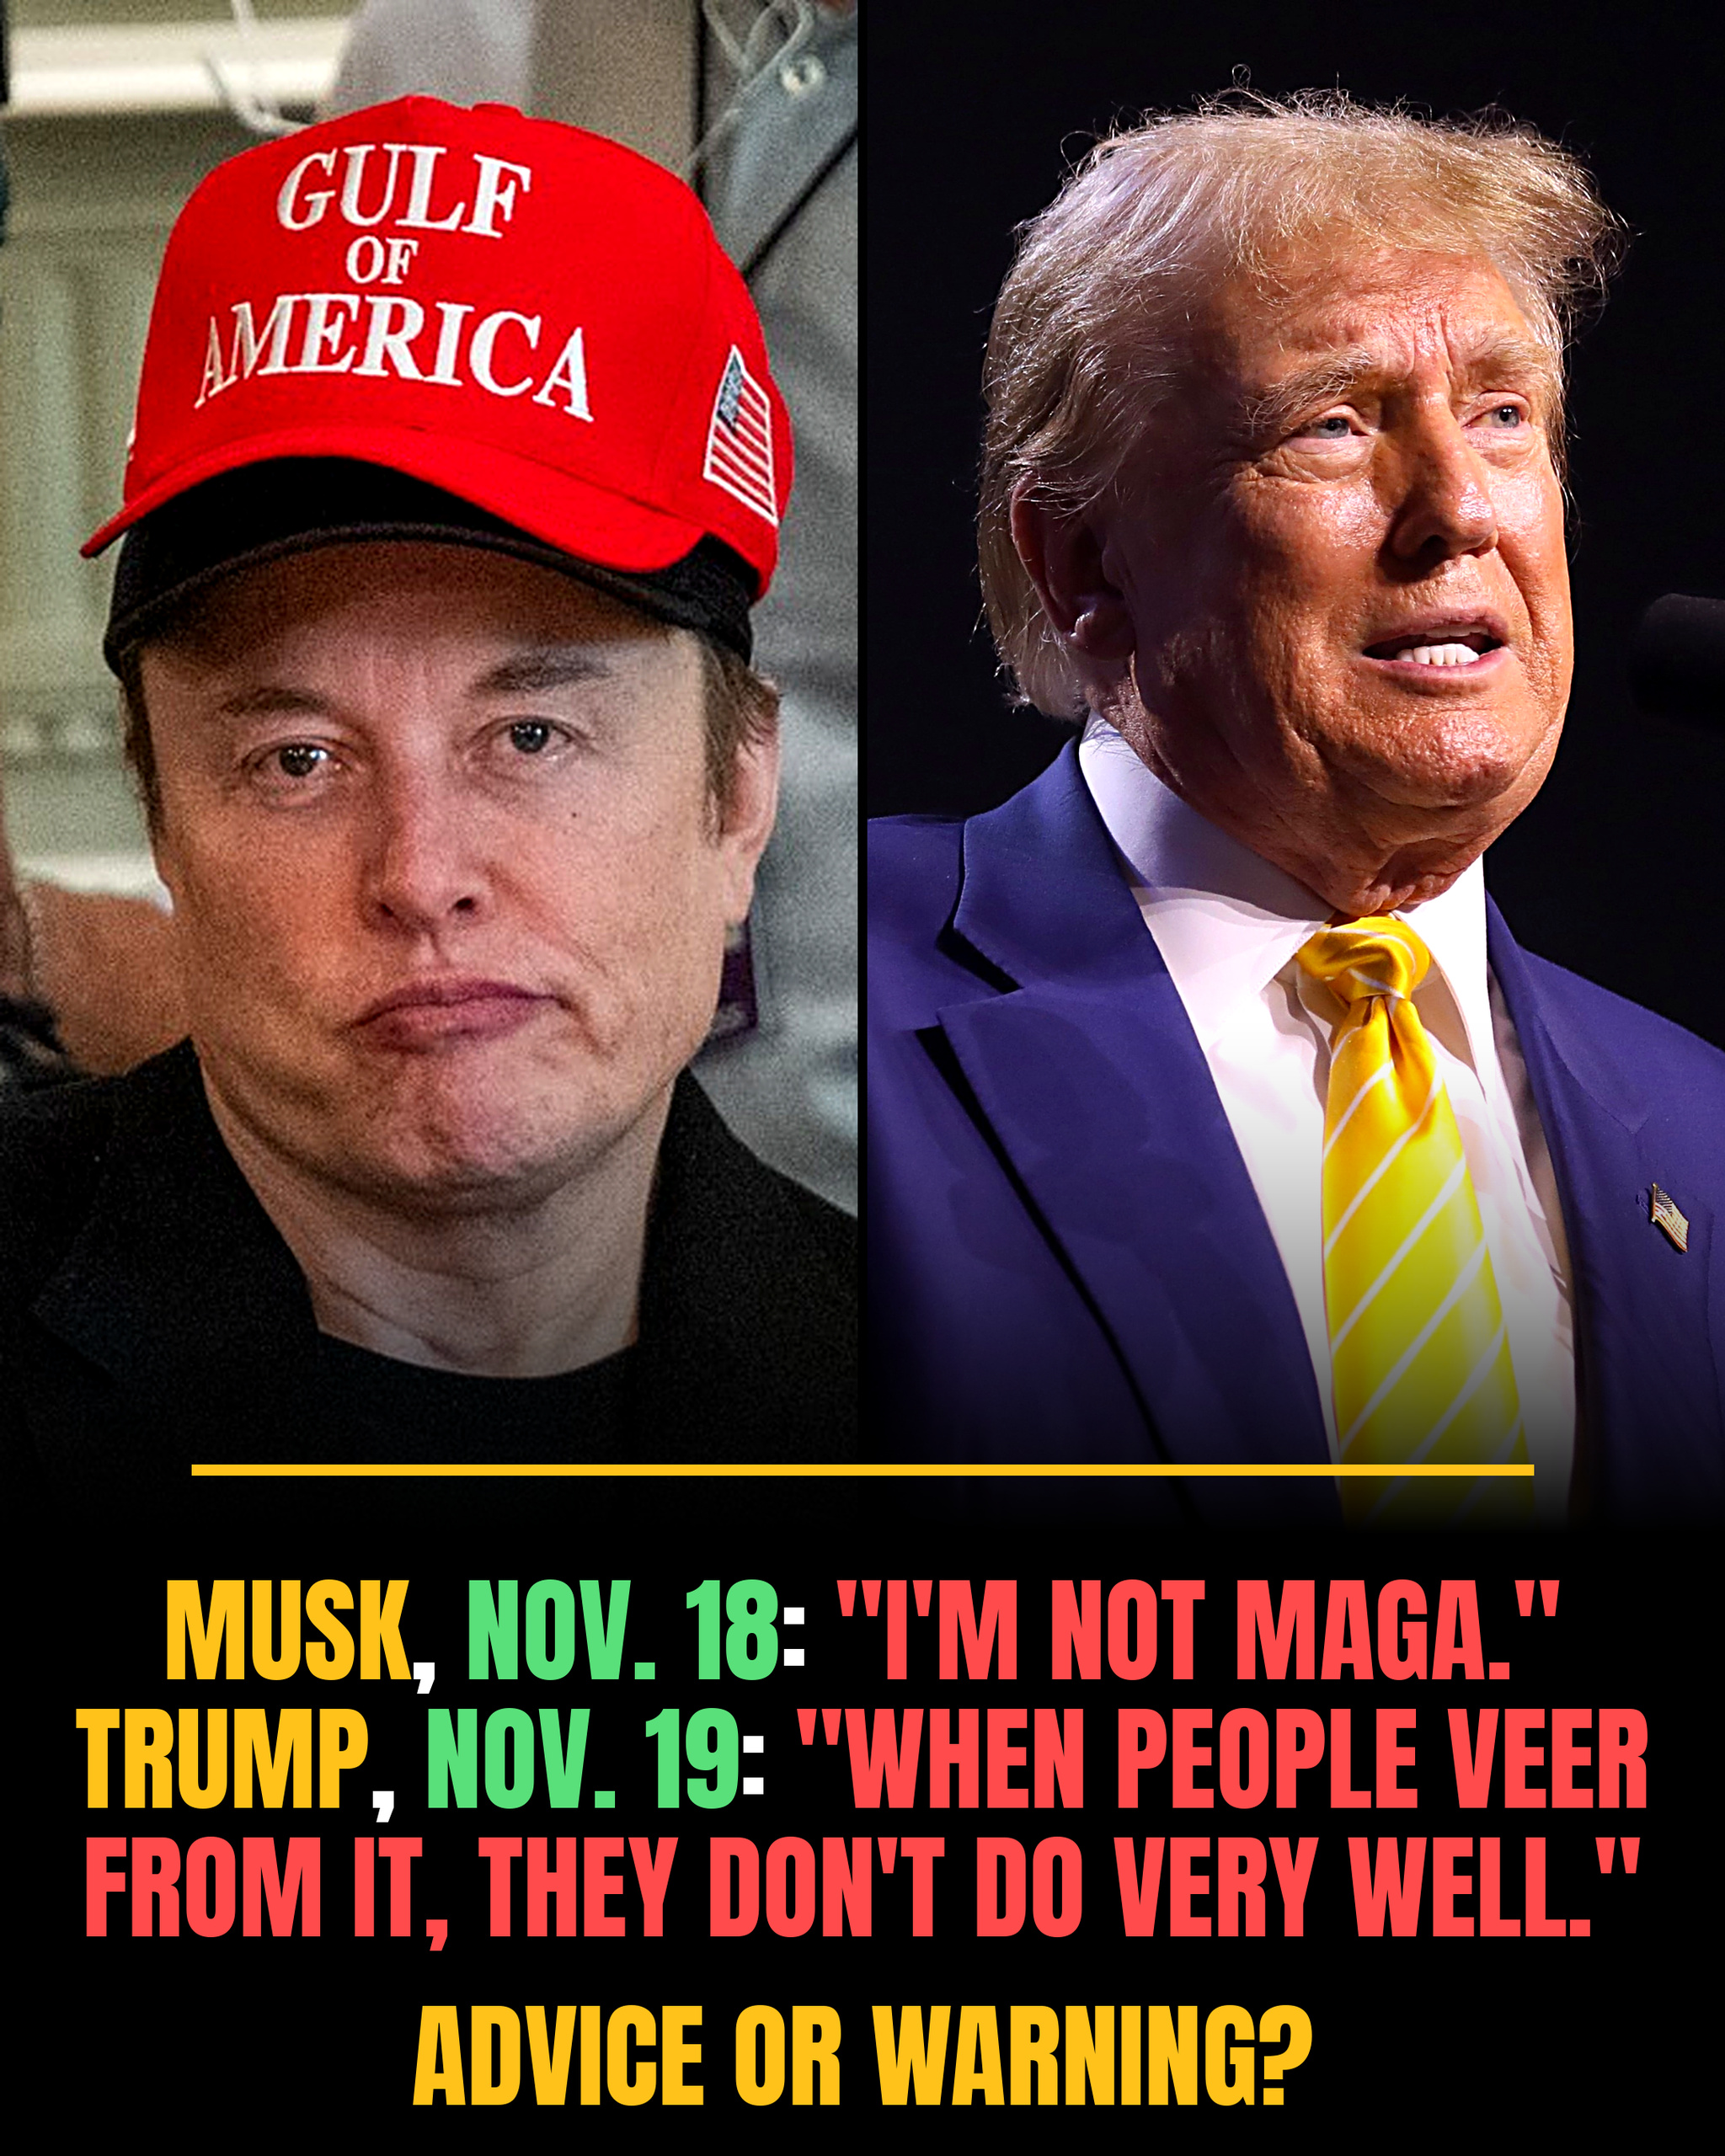 GULF
OF
AMERICA
MUSK, NOV. 18: "I'M NOT MAGA."
TRUMP, NOV. 19: "WHEN PEOPLE VEER
FROM IT, THEY DON'T DO VERY WELL."
ADVICE OR WARNING?